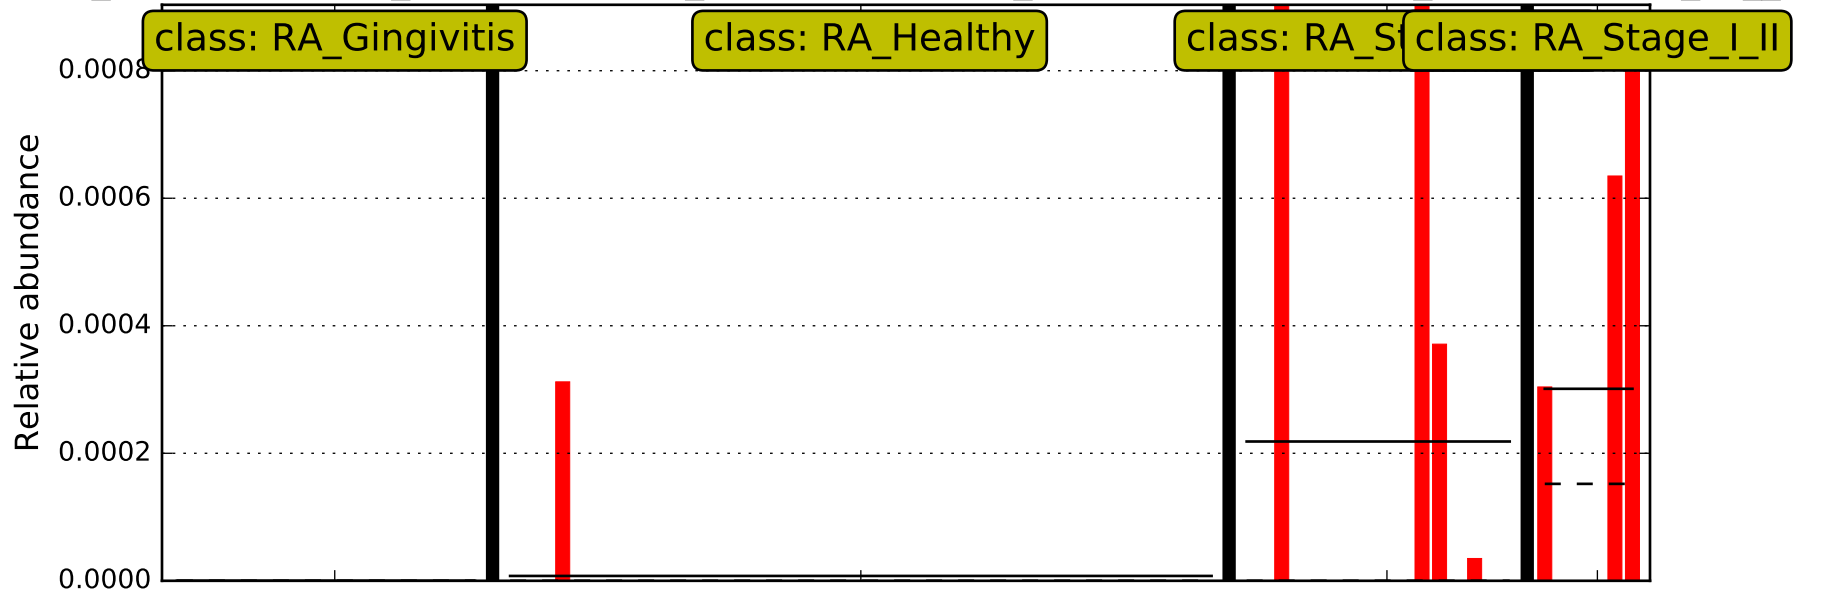 class: RA_Gingivitis
class: RA_Healthy
class: RA_St
class: RA_Stage_I_II
0.0008
0.0006
0.0004
0.0002
0.0000
Relative abundance